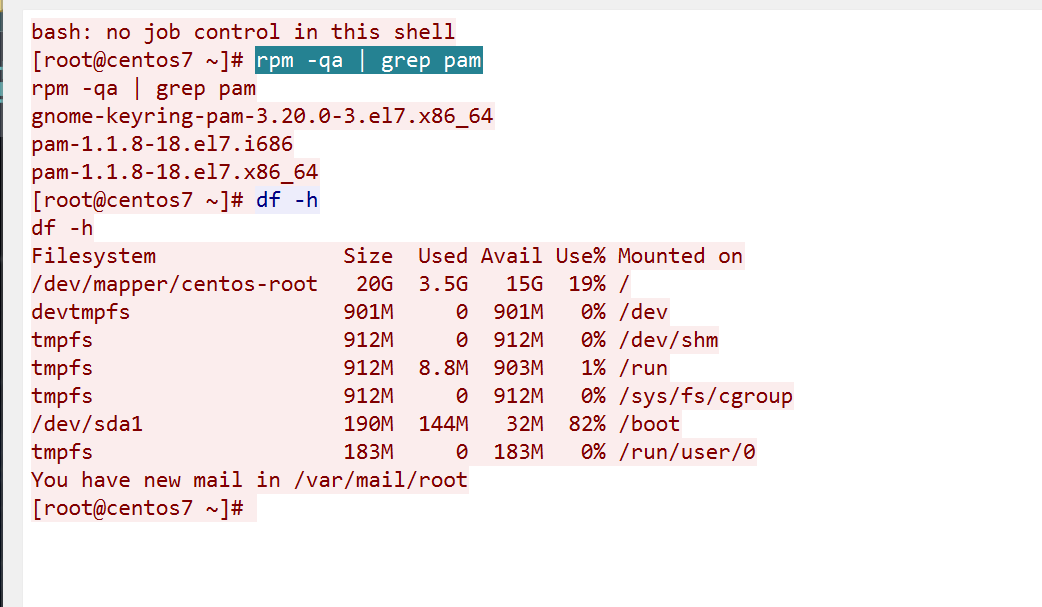 bash: no job control in this shell
[root@centos7 ~]# rpm -qa | grep pam
rpm -qa | grep pam
gnome-keyring-pam-3.20.0-3.el7.x86_64
pam-1.1.8-18.el7.i686
pam-1.1.8-18.el7.x86_64
[root@centos7 ~]# df -h
df -h
Filesystem               Size  Used Avail Use% Mounted on
/dev/mapper/centos-root   20G  3.5G   15G  19% /
devtmpfs                 901M     0  901M   0% /dev
tmpfs                    912M     0  912M   0% /dev/shm
tmpfs                    912M  8.8M  903M   1% /run
tmpfs                    912M     0  912M   0% /sys/fs/cgroup
/dev/sda1                190M  144M   32M  82% /boot
tmpfs                    183M     0  183M   0% /run/user/0
You have new mail in /var/mail/root
[root@centos7 ~]#